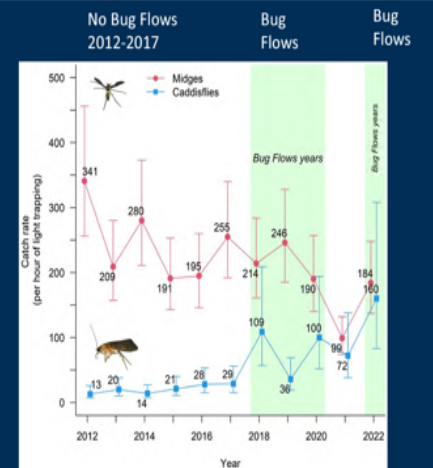 No Bug Flows
2012-2017
Bug
Flows
Bug
Flows
Midges
Caddisflies
Bug Flows years
Bug Flows years
Catch rate
(per hour of light trapping)
500
400
300
200
100
0
341
209
280
191
195
255
214
246
190
99
184
13
20
14
21
28
29
109
36
100
72
160
2012
2014
2016
2018
2020
2022
Year